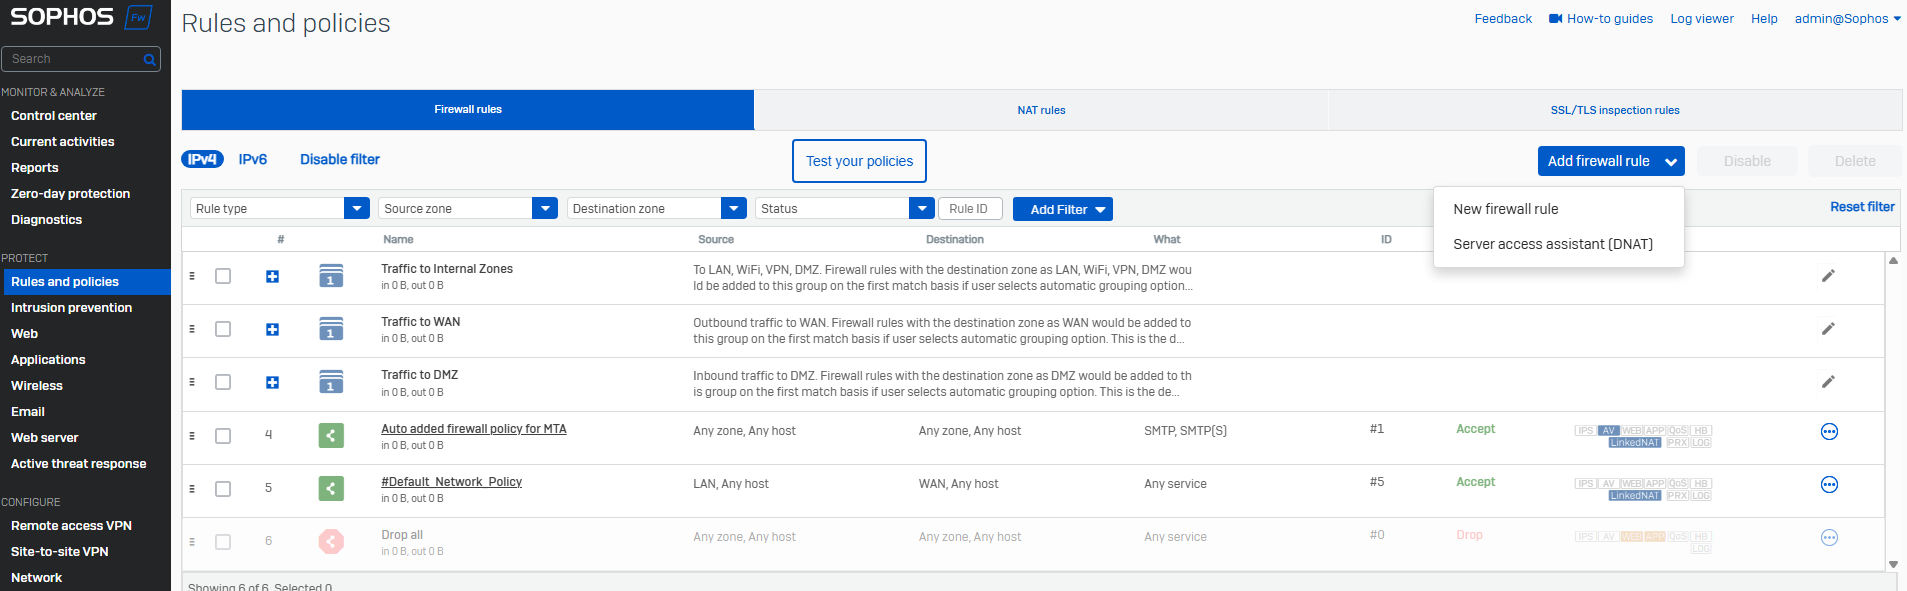 SOPHOS Fw
Rules and policies
Feedback How-to guides Log viewer Help admin@Sophos
Search
MONITOR & ANALYZE
Control center
Current activities
Reports
Zero-day protection
Diagnostics
PROTECT
Rules and policies
Intrusion prevention
Web
Applications
Wireless
Email
Web server
Active threat response
CONFIGURE
Remote access VPN
Site-to-site VPN
Network
Firewall rules NAT rules SSL/TLS inspection rules
IPv4 IPv6 Disable filter Test your policies Add firewall rule Disable Delete
New firewall rule
Server access assistant (DNAT)
Rule type Source zone Destination zone Status Rule ID Add Filter Reset filter
# Name Source Destination What ID
1 Traffic to Internal Zones To LAN, WiFi, VPN, DMZ. Firewall rules with the destination zone as LAN, WiFi, VPN, DMZ wou
in 0 B, out 0 B ld be added to this group on the first match basis if user selects automatic grouping option...
1 Traffic to WAN Outbound traffic to WAN. Firewall rules with the destination zone as WAN would be added to
in 0 B, out 0 B this group on the first match basis if user selects automatic grouping option. This is the d...
1 Traffic to DMZ Inbound traffic to DMZ. Firewall rules with the destination zone as DMZ would be added to th
in 0 B, out 0 B is group on the first match basis if user selects automatic grouping option. This is the de...
4 Auto added firewall policy for MTA Any zone, Any host Any zone, Any host SMTP, SMTP(S) #1 Accept IPS AV WEB APP QoS HB
in 0 B, out 0 B LinkedNAT PRX LOG
5 #Default_Network_Policy LAN, Any host WAN, Any host Any service #5 Accept IPS AV WEB APP QoS HB
in 0 B, out 0 B LinkedNAT PRX LOG
6 Drop all Any zone, Any host Any zone, Any host Any service #0 Drop IPS AV WEB APP QoS HB
in 0 B, out 0 B LOG
Showing 6 of 6. Selected 0